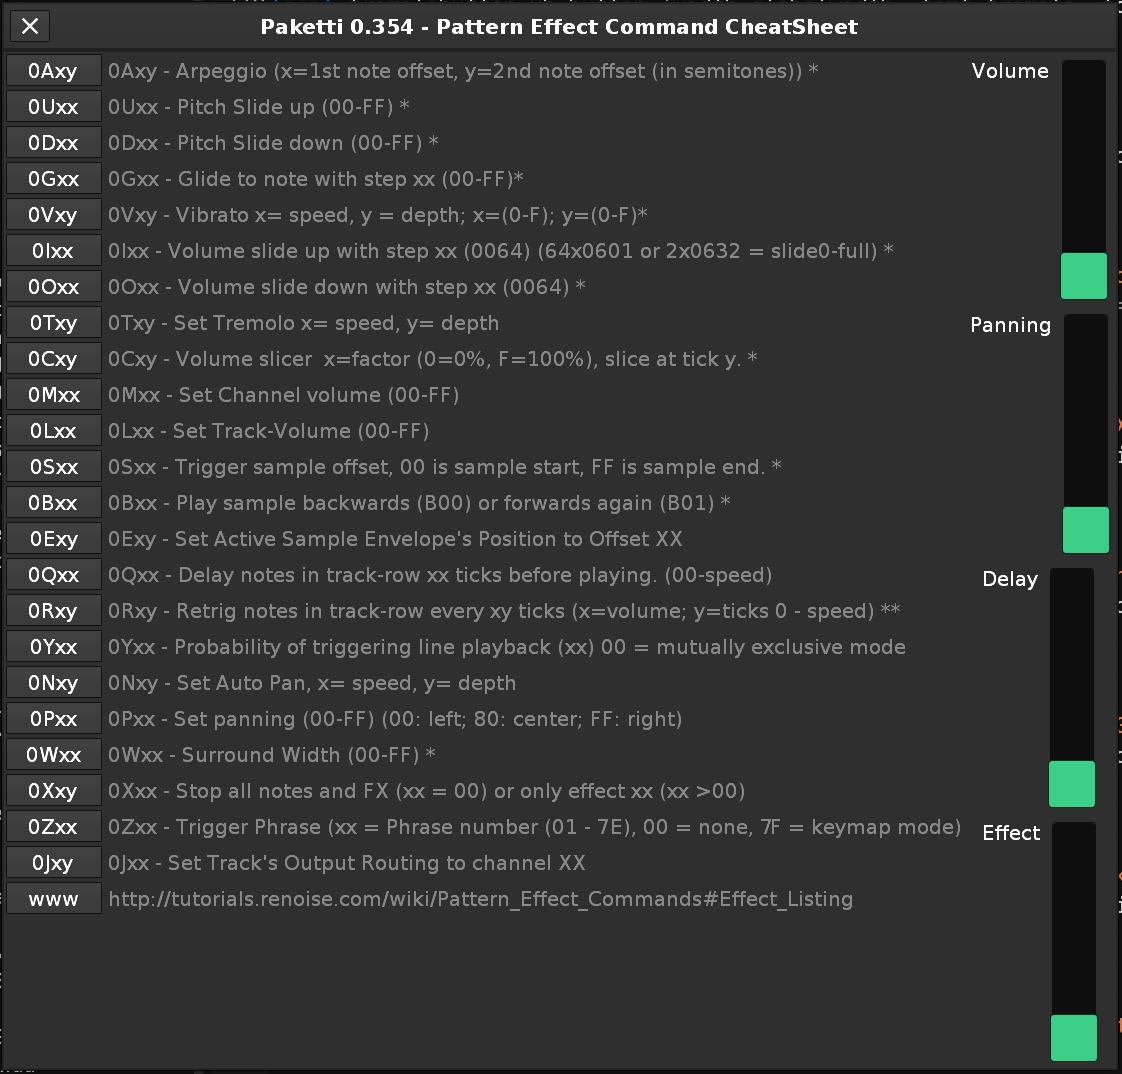 Paketti 0.354 - Pattern Effect Command CheatSheet
0Axy 0Axy - Arpeggio (x=1st note offset, y=2nd note offset (in semitones)) * Volume
0Uxx 0Uxx - Pitch Slide up (00-FF) *
0Dxx 0Dxx - Pitch Slide down (00-FF) *
0Gxx 0Gxx - Glide to note with step xx (00-FF)*
0Vxy 0Vxy - Vibrato x= speed, y = depth; x=(0-F); y=(0-F)*
0Ixx 0Ixx - Volume slide up with step xx (0064) (64x0601 or 2x0632 = slide0-full) *
0Oxx 0Oxx - Volume slide down with step xx (0064) *
0Txy 0Txy - Set Tremolo x= speed, y= depth Panning
0Cxy 0Cxy - Volume slicer  x=factor (0=0%, F=100%), slice at tick y. *
0Mxx 0Mxx - Set Channel volume (00-FF)
0Lxx 0Lxx - Set Track-Volume (00-FF)
0Sxx 0Sxx - Trigger sample offset, 00 is sample start, FF is sample end. *
0Bxx 0Bxx - Play sample backwards (B00) or forwards again (B01) *
0Exy 0Exy - Set Active Sample Envelope's Position to Offset XX
0Qxx 0Qxx - Delay notes in track-row xx ticks before playing. (00-speed) Delay
0Rxy 0Rxy - Retrig notes in track-row every xy ticks (x=volume; y=ticks 0 - speed) **
0Yxx 0Yxx - Probability of triggering line playback (xx) 00 = mutually exclusive mode
0Nxy 0Nxy - Set Auto Pan, x= speed, y= depth
0Pxx 0Pxx - Set panning (00-FF) (00: left; 80: center; FF: right)
0Wxx 0Wxx - Surround Width (00-FF) *
0Xxy 0Xxx - Stop all notes and FX (xx = 00) or only effect xx (xx >00)
0Zxx 0Zxx - Trigger Phrase (xx = Phrase number (01 - 7E), 00 = none, 7F = keymap mode) Effect
0Jxy 0Jxx - Set Track's Output Routing to channel XX
www http://tutorials.renoise.com/wiki/Pattern_Effect_Commands#Effect_Listing